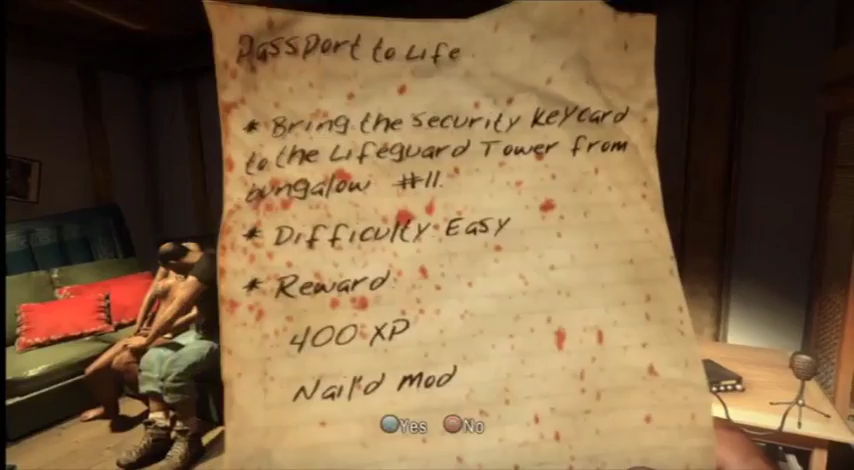 Passport to Life
* Bring the security keycard
to the Lifeguard Tower from
bungalow #11.
* Difficulty Easy
* Reward
400 XP
Nail'd mod
Yes No